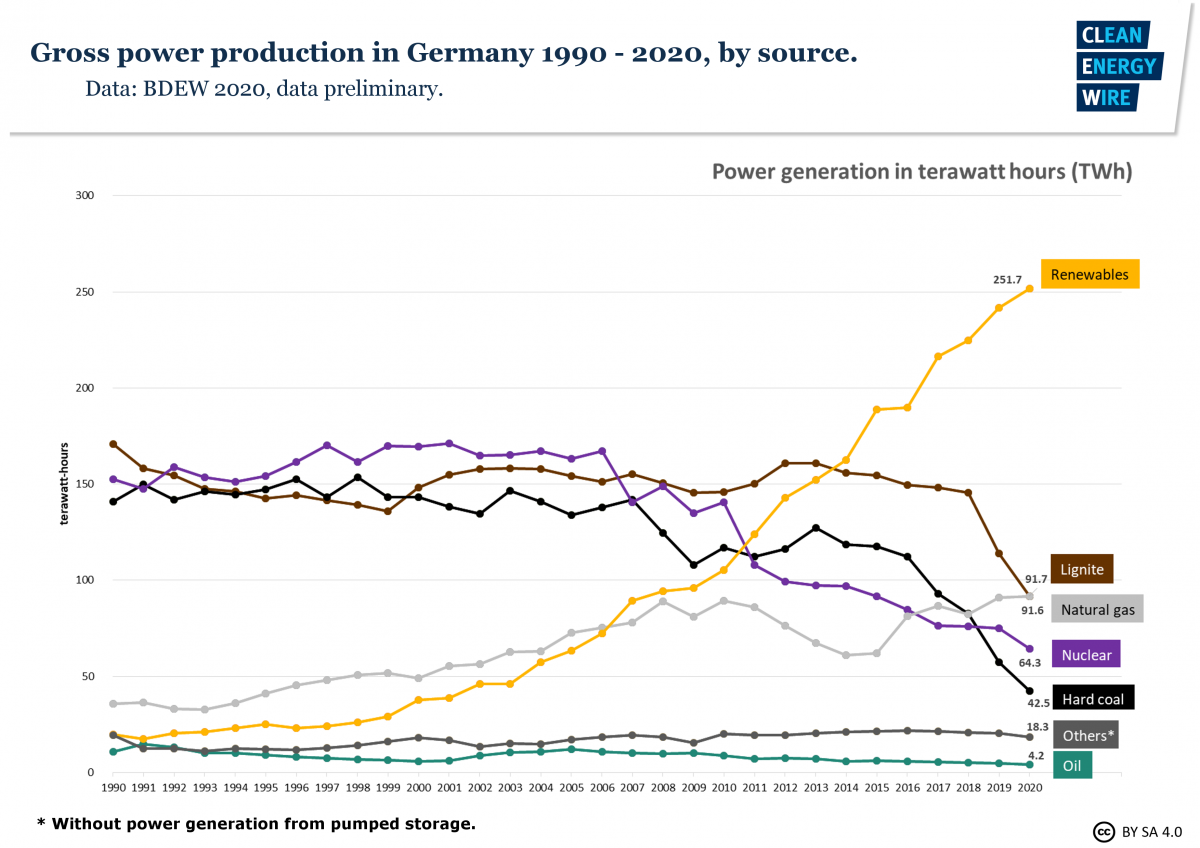 Gross power production in Germany 1990 - 2020, by source.
Data: BDEW 2020, data preliminary.
CLEAN
ENERGY
WIRE
Power generation in terawatt hours (TWh)
terawatt-hours
300
250
200
150
100
50
0
1990 1991 1992 1993 1994 1995 1996 1997 1998 1999 2000 2001 2002 2003 2004 2005 2006 2007 2008 2009 2010 2011 2012 2013 2014 2015 2016 2017 2018 2019 2020
251.7 Renewables
91.7 Lignite
91.6 Natural gas
64.3 Nuclear
42.5 Hard coal
18.3 Others*
4.2 Oil
* Without power generation from pumped storage.
cc BY SA 4.0